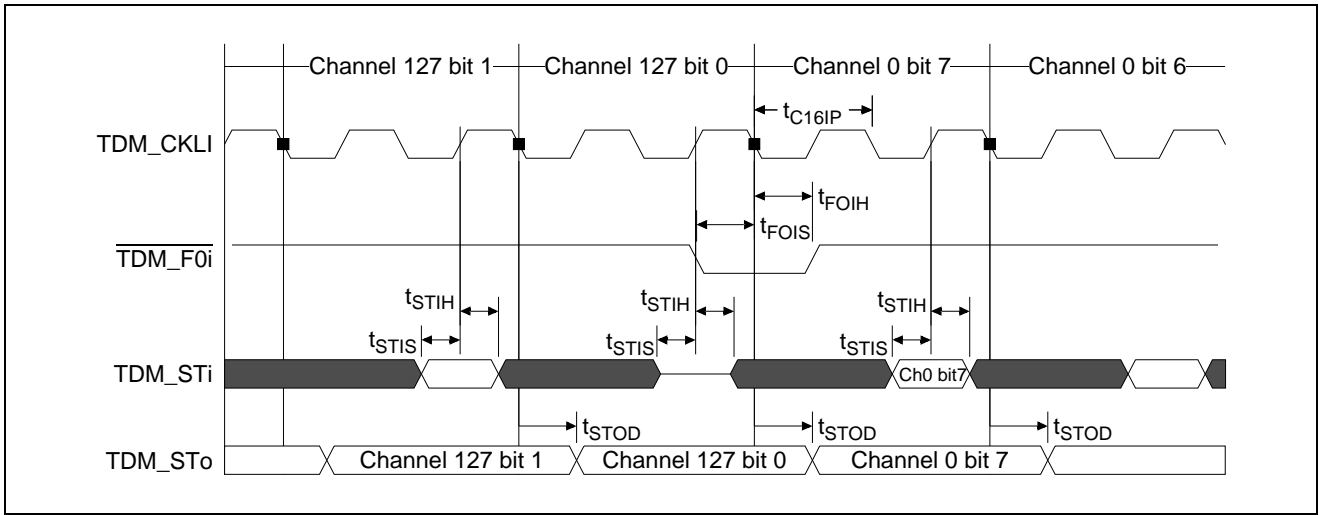 Channel 127 bit 1 Channel 127 bit 0 Channel 0 bit 7 Channel 0 bit 6
tC16IP
TDM_CKLI
tFOIH
tFOIS
TDM_F0i
tSTIH tSTIH tSTIH
tSTIS tSTIS tSTIS
TDM_STi Ch0 bit7
tSTOD tSTOD tSTOD
TDM_STo Channel 127 bit 1 Channel 127 bit 0 Channel 0 bit 7